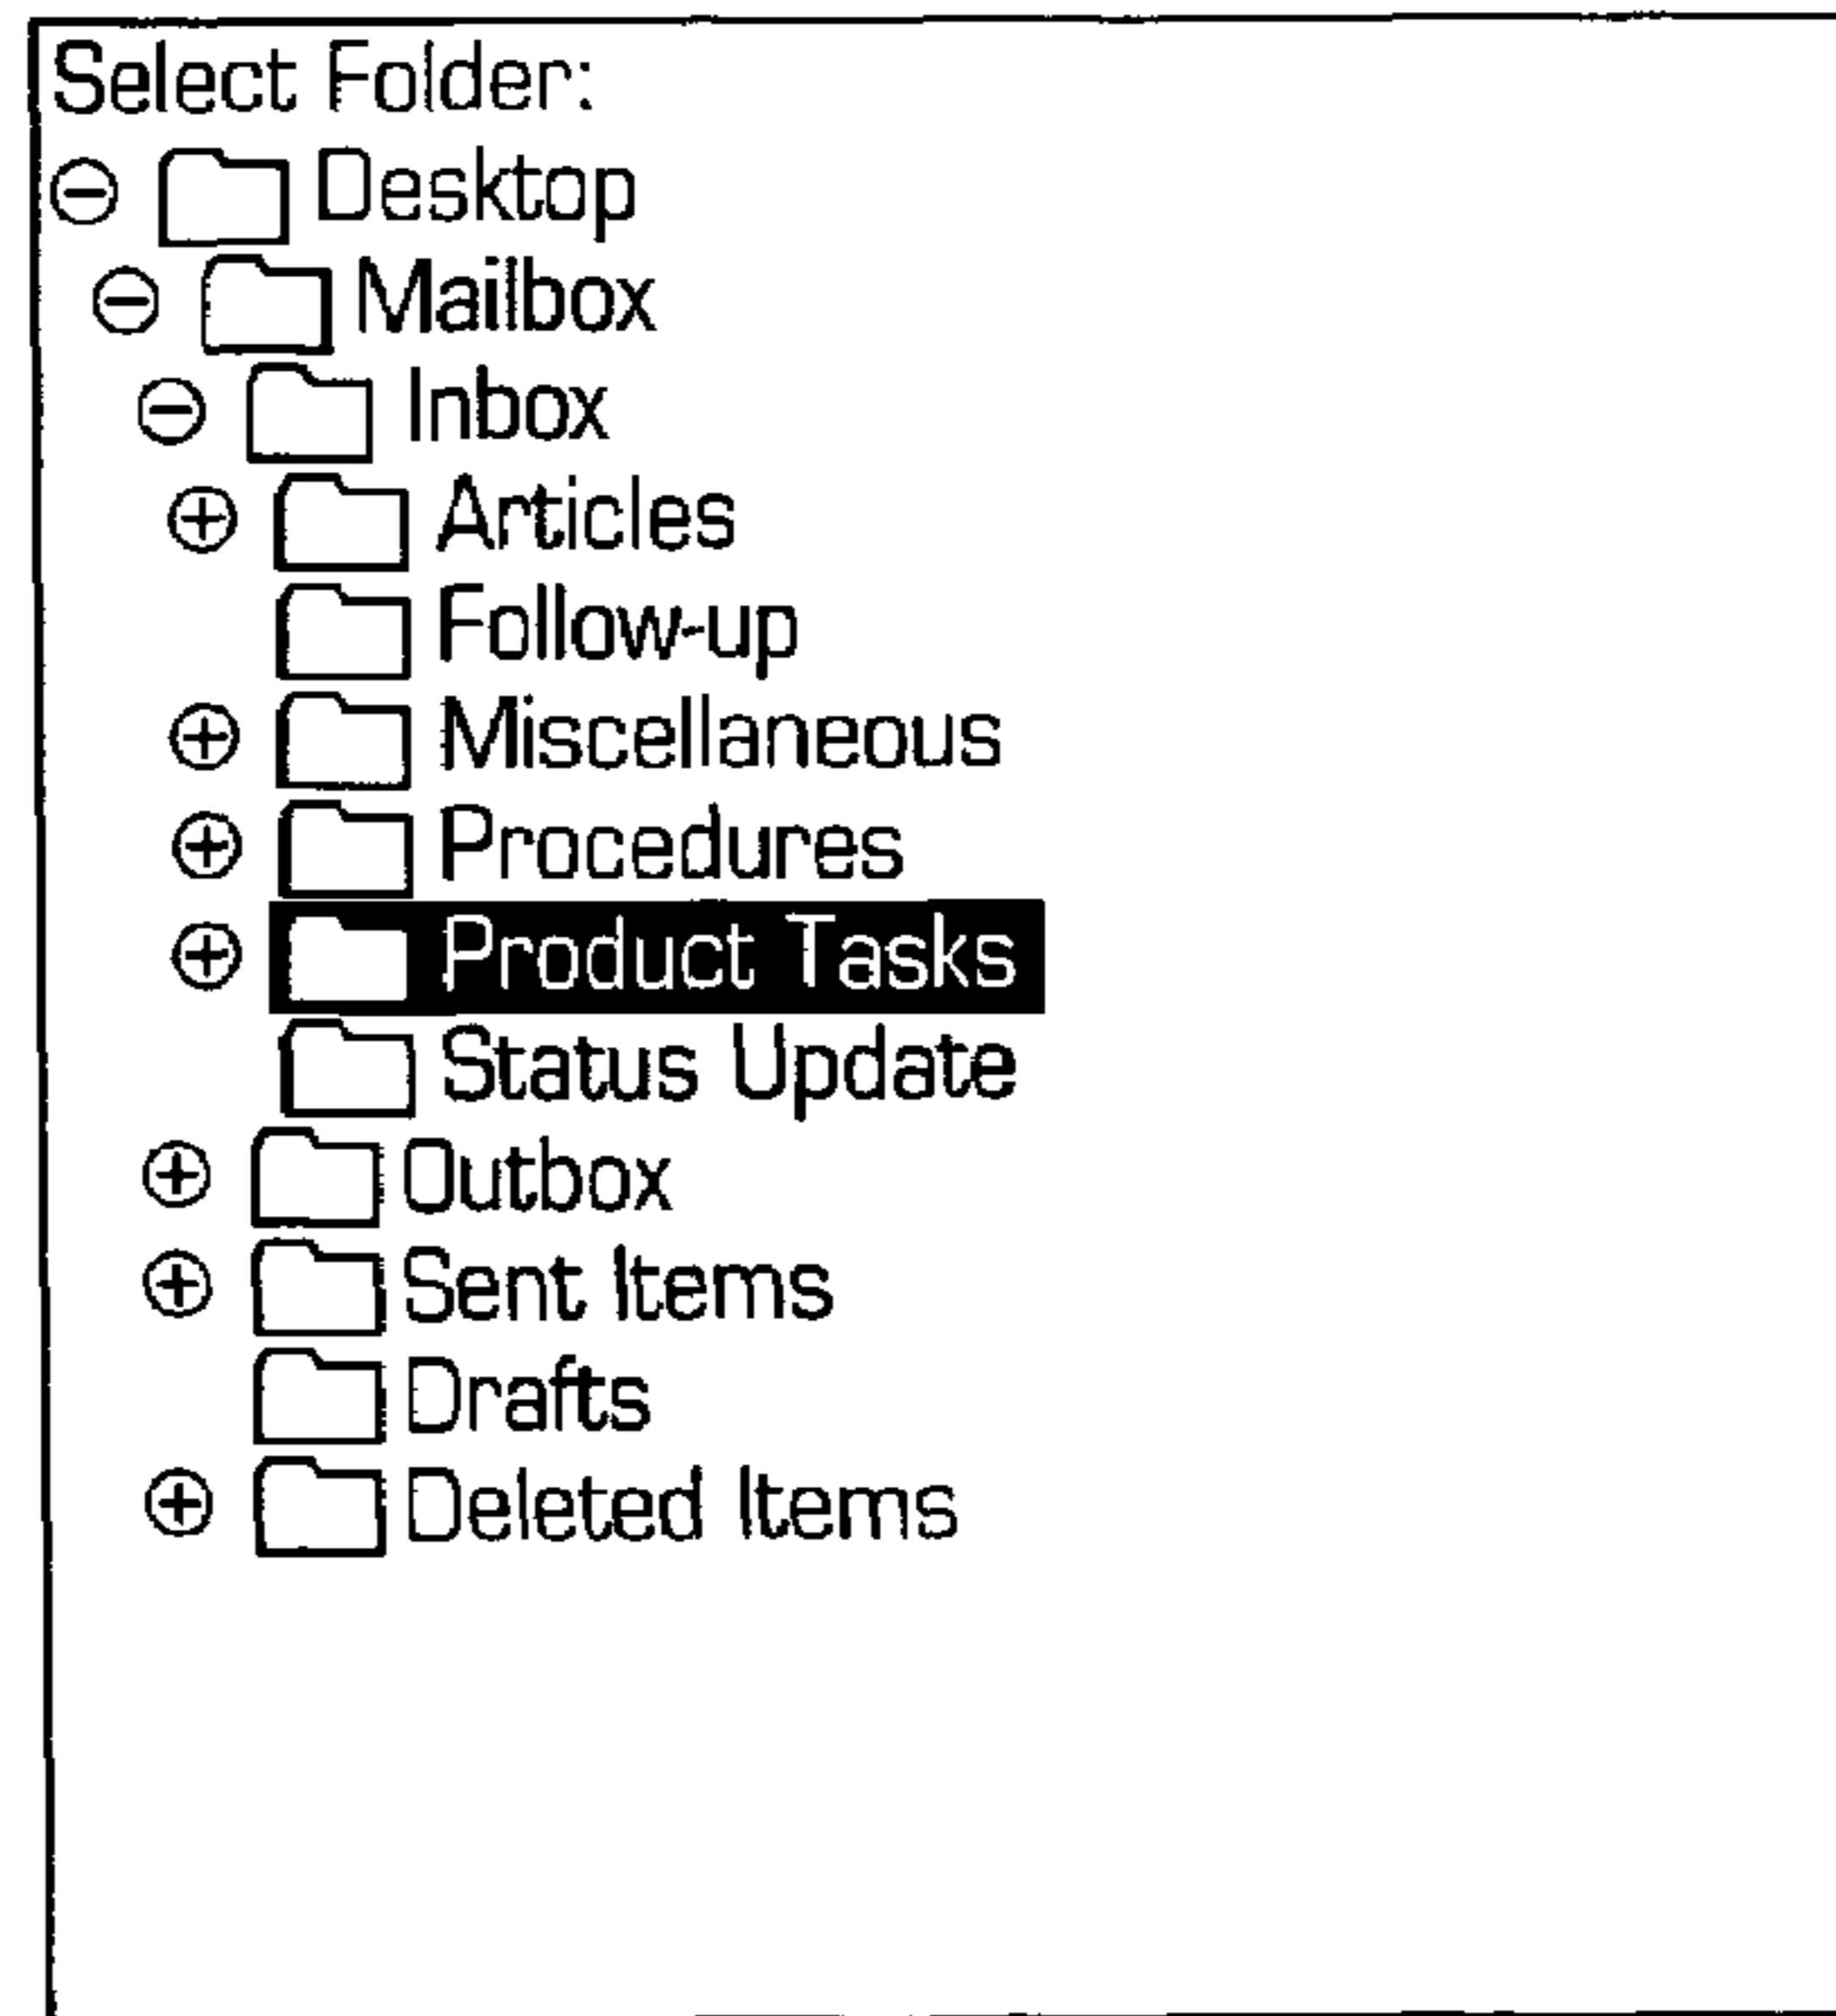 Select Folder:
Desktop
Mailbox
Inbox
Articles
Follow-up
Miscellaneous
Procedures
Product Tasks
Status Update
Outbox
Sent Items
Drafts
Deleted Items